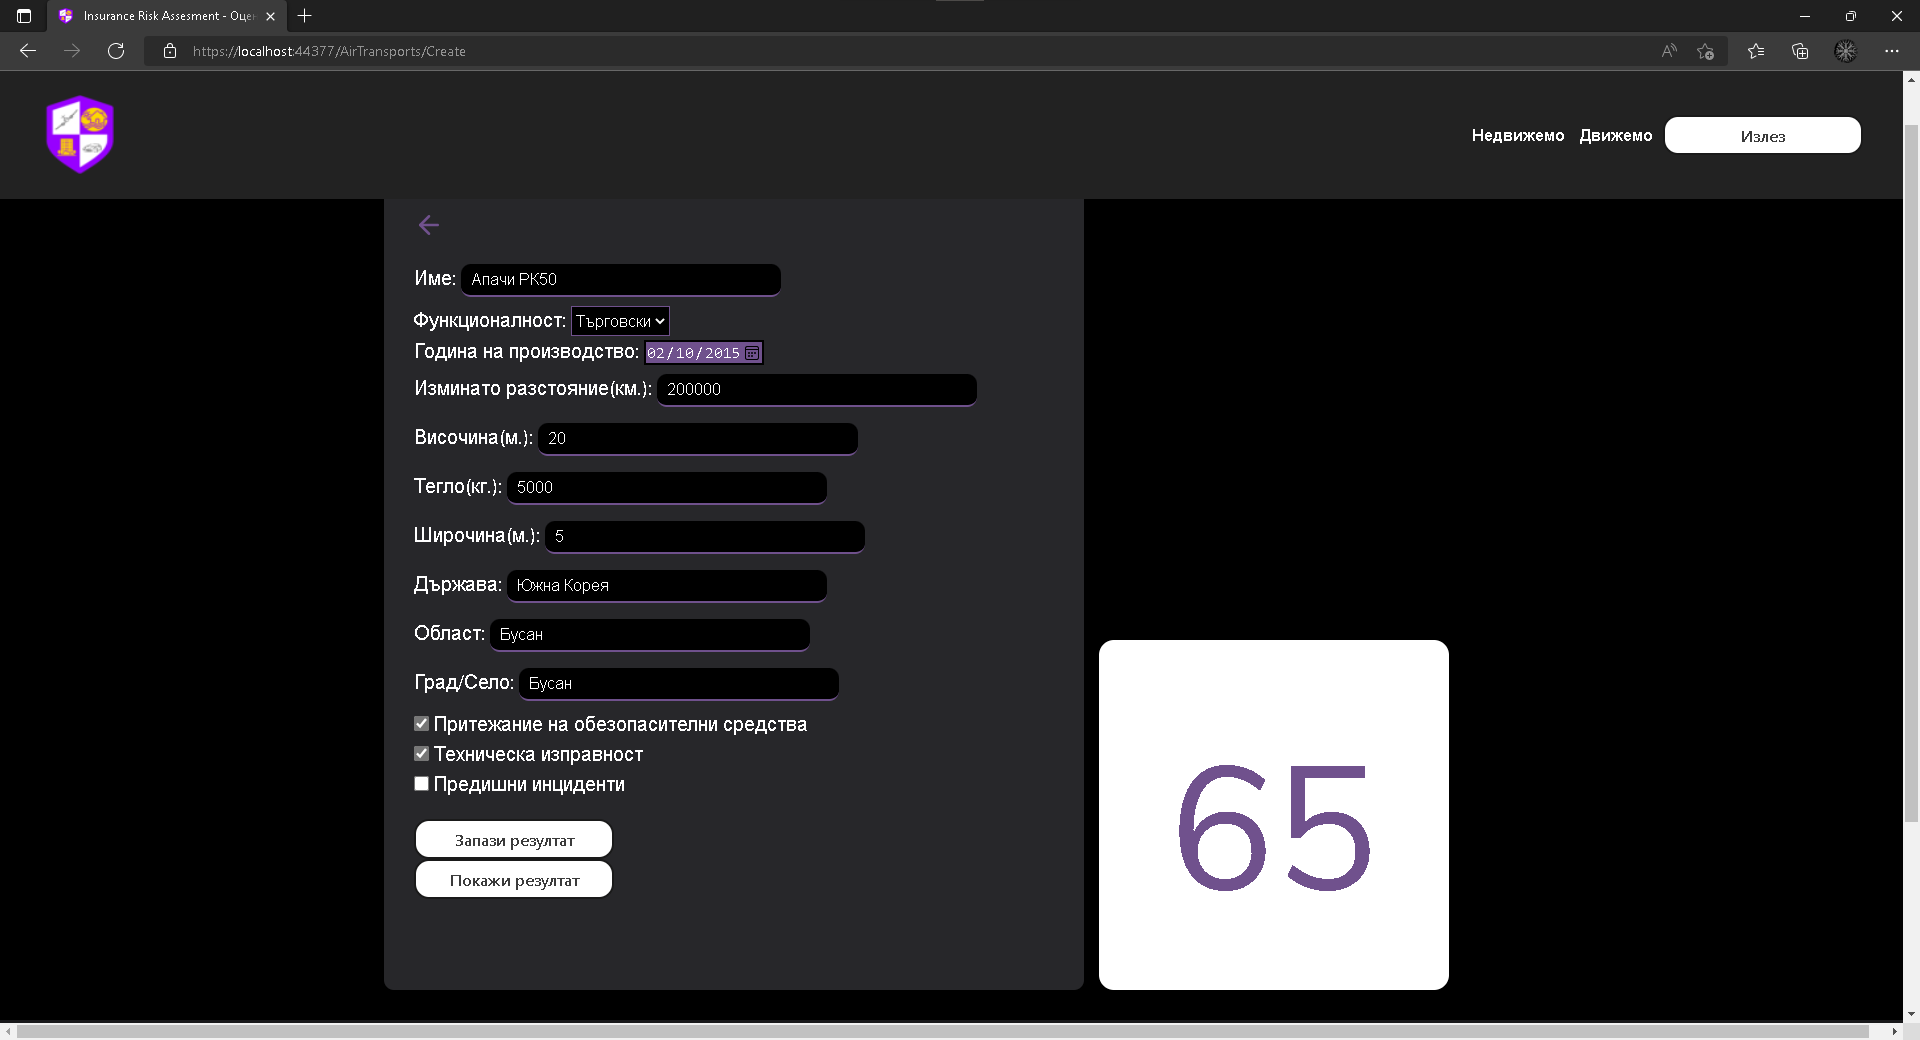 Insurance Risk Assesment - Оцен
https://localhost:44377/AirTransports/Create
Недвижемо Движемо Излез
Име: Апачи РК50
Функционалност: Търговски
Година на производство: 02/10/2015
Изминато разстояние(км.): 200000
Височина(м.): 20
Тегло(кг.): 5000
Широчина(м.): 5
Държава: Южна Корея
Област: Бусан
Град/Село: Бусан
Притежание на обезопасителни средства
Техническа изправност
Предишни инциденти
Запази резултат
Покажи резултат
65